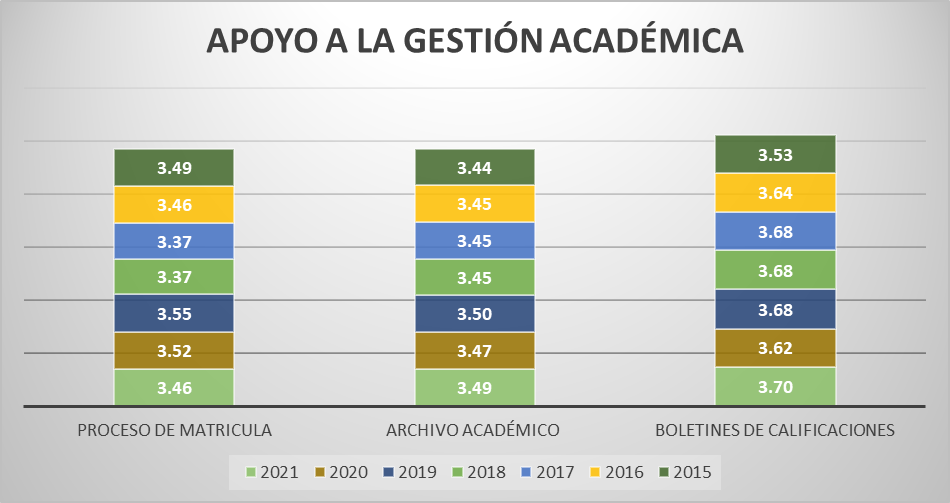 APOYO A LA GESTIÓN ACADÉMICA
3.49 3.44 3.53
3.46 3.45 3.64
3.37 3.45 3.68
3.37 3.45 3.68
3.55 3.50 3.68
3.52 3.47 3.62
3.46 3.49 3.70
PROCESO DE MATRICULA ARCHIVO ACADÉMICO BOLETINES DE CALIFICACIONES
2021 2020 2019 2018 2017 2016 2015